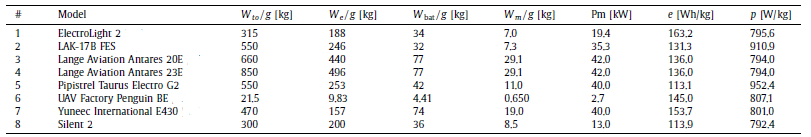 # Model Wto/g [kg] We/g [kg] Wbat/g [kg] Wm/g [kg] Pm [kW] e [Wh/kg] p [W/kg]
1 ElectroLight 2 315 188 34 7.0 19.4 163.2 795.6
2 LAK-17B FES 550 246 32 7.3 35.3 131.3 910.9
3 Lange Aviation Antares 20E 660 440 77 29.1 42.0 136.0 794.0
4 Lange Aviation Antares 23E 850 496 77 29.1 42.0 136.0 794.0
5 Pipistrel Taurus Electro G2 550 253 42 11.0 40.0 113.1 952.4
6 UAV Factory Penguin BE 21.5 9.83 4.41 0.650 2.7 145.0 807.1
7 Yuneec International E430 470 157 74 19.0 40.0 153.7 801.0
8 Silent 2 300 200 36 8.5 13.0 113.9 792.4